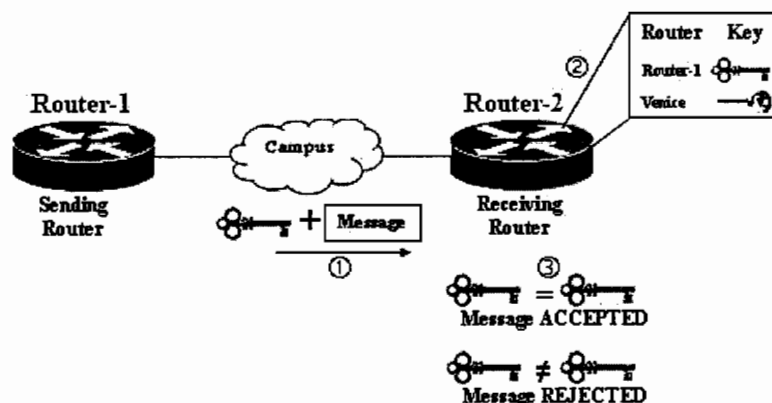 Router Key
②
Router-1
Venice
Router-1
Router-2
Campus
Sending
Router
Receiving
Router
+ Message
①
③
=
Message ACCEPTED
≠
Message REJECTED